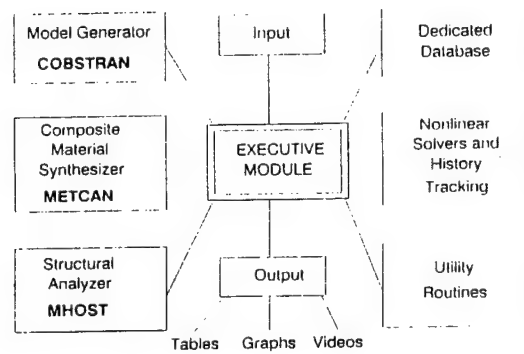 Model Generator
COBSTRAN
Input
Dedicated
Database
Composite
Material
Synthesizer
METCAN
EXECUTIVE
MODULE
Nonlinear
Solvers and
History
Tracking
Structural
Analyzer
MHOST
Output
Utility
Routines
Tables
Graphs
Videos